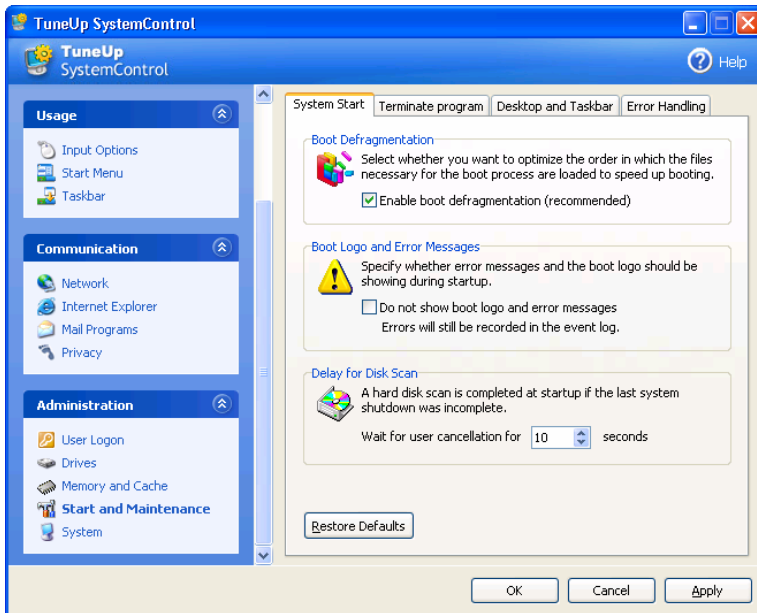 TuneUp SystemControl
TuneUp
SystemControl
Help
Usage
Input Options
Start Menu
Taskbar
Communication
Network
Internet Explorer
Mail Programs
Privacy
Administration
User Logon
Drives
Memory and Cache
Start and Maintenance
System
System Start
Terminate program
Desktop and Taskbar
Error Handling
Boot Defragmentation
Select whether you want to optimize the order in which the files
necessary for the boot process are loaded to speed up booting.
Enable boot defragmentation (recommended)
Boot Logo and Error Messages
Specify whether error messages and the boot logo should be
showing during startup.
Do not show boot logo and error messages
Errors will still be recorded in the event log.
Delay for Disk Scan
A hard disk scan is completed at startup if the last system
shutdown was incomplete.
Wait for user cancellation for 10 seconds
Restore Defaults
OK
Cancel
Apply